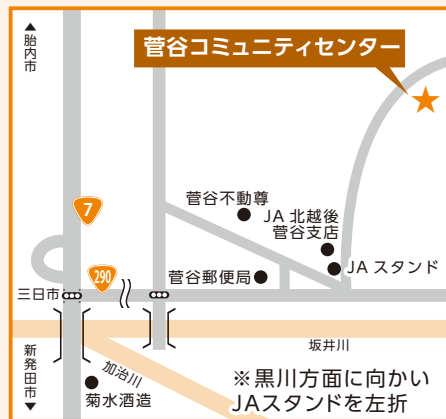 ▲胎内市
菅谷コミュニティセンター
★
菅谷不動尊
JA 北越後
菅谷支店
7
JA スタンド
290
菅谷郵便局
三日市
坂井川
新発田市▼
加治川
菊水酒造
※黒川方面に向かい
JAスタンドを左折